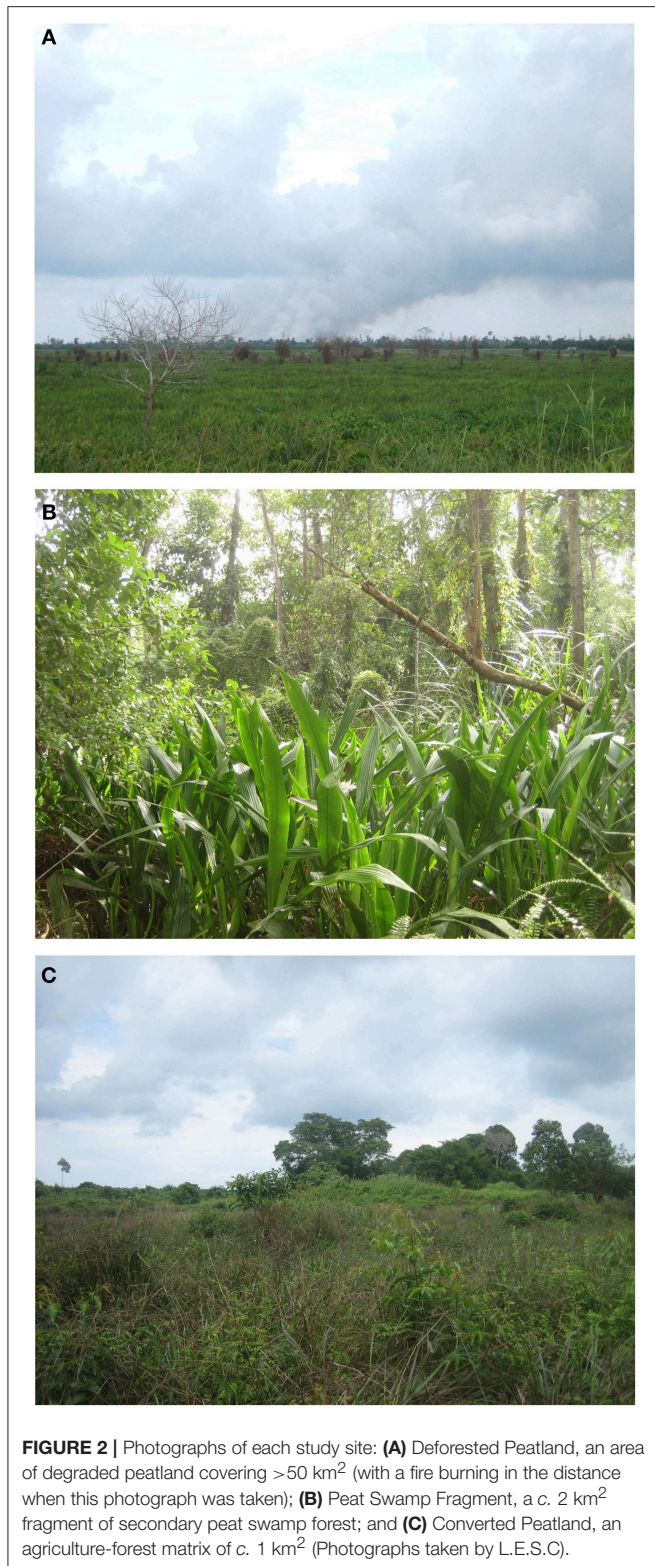 A
B
C
FIGURE 2 | Photographs of each study site: (A) Deforested Peatland, an area
of degraded peatland covering >50 km² (with a fire burning in the distance
when this photograph was taken); (B) Peat Swamp Fragment, a c. 2 km²
fragment of secondary peat swamp forest; and (C) Converted Peatland, an
agriculture-forest matrix of c. 1 km² (Photographs taken by L.E.S.C).